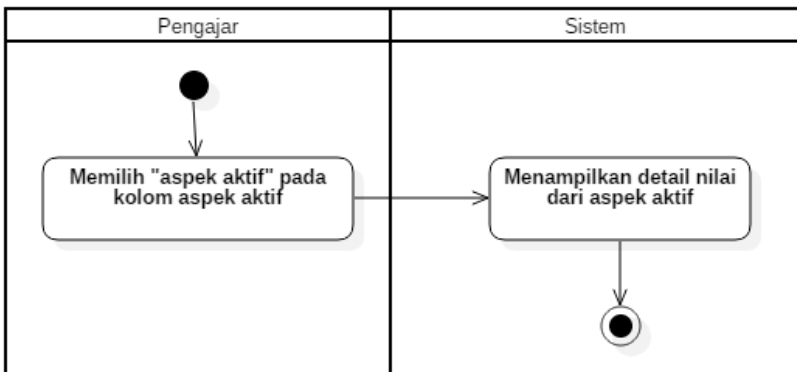 Pengajar
Sistem
Memilih "aspek aktif" pada
kolom aspek aktif
Menampilkan detail nilai
dari aspek aktif